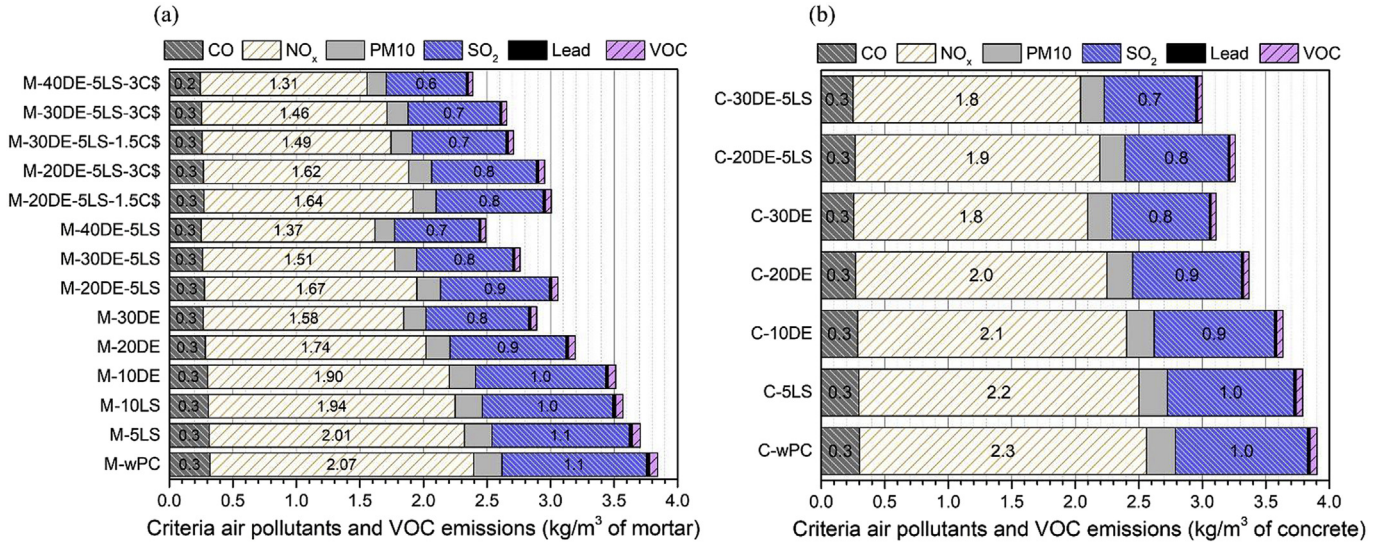 (a)
CO NOx PM10 SO2 Lead VOC
M-40DE-5LS-3C$ 0.2 1.31 0.6
M-30DE-5LS-3C$ 0.3 1.46 0.7
M-30DE-5LS-1.5C$ 0.3 1.49 0.7
M-20DE-5LS-3C$ 0.3 1.62 0.8
M-20DE-5LS-1.5C$ 0.3 1.64 0.8
M-40DE-5LS 0.3 1.37 0.7
M-30DE-5LS 0.3 1.51 0.8
M-20DE-5LS 0.3 1.67 0.9
M-30DE 0.3 1.58 0.8
M-20DE 0.3 1.74 0.9
M-10DE 0.3 1.90 1.0
M-10LS 0.3 1.94 1.0
M-5LS 0.3 2.01 1.1
M-wPC 0.3 2.07 1.1
0.0 0.5 1.0 1.5 2.0 2.5 3.0 3.5 4.0
Criteria air pollutants and VOC emissions (kg/m³ of mortar)
(b)
CO NOx PM10 SO2 Lead VOC
C-30DE-5LS 0.3 1.8 0.7
C-20DE-5LS 0.3 1.9 0.8
C-30DE 0.3 1.8 0.8
C-20DE 0.3 2.0 0.9
C-10DE 0.3 2.1 0.9
C-5LS 0.3 2.2 1.0
C-wPC 0.3 2.3 1.0
0.0 0.5 1.0 1.5 2.0 2.5 3.0 3.5 4.0
Criteria air pollutants and VOC emissions (kg/m³ of concrete)